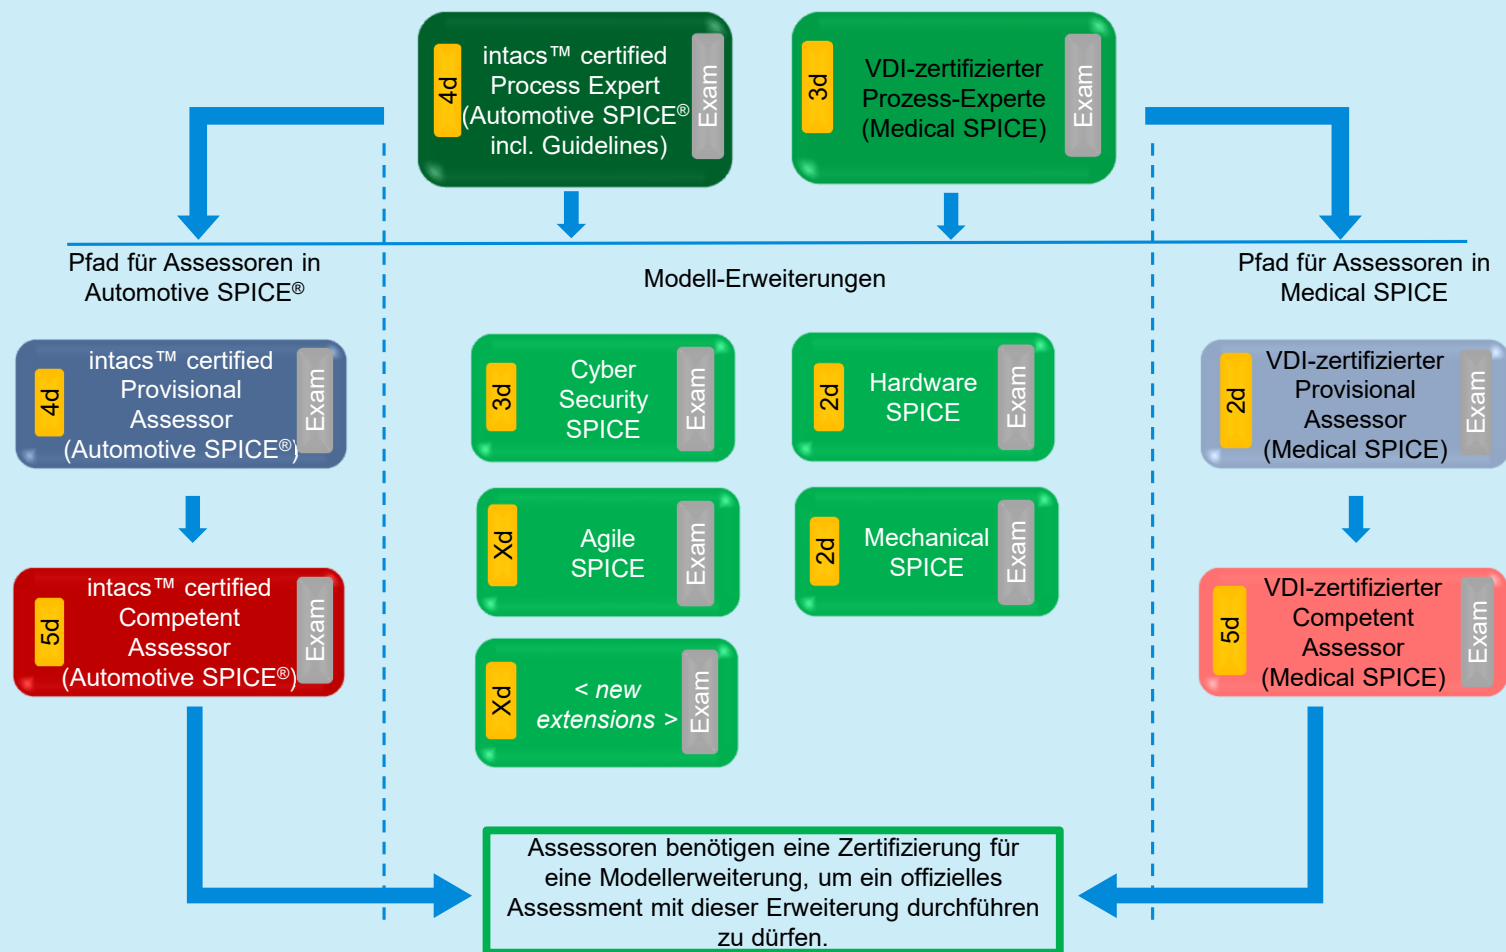 4d
intacs™ certified
Process Expert
(Automotive SPICE®
incl. Guidelines)
Exam
3d
VDI-zertifizierter
Prozess-Experte
(Medical SPICE)
Exam
Pfad für Assessoren in
Automotive SPICE®
Modell-Erweiterungen
Pfad für Assessoren in
Medical SPICE
4d
intacs™ certified
Provisional
Assessor
(Automotive SPICE®)
Exam
3d
Cyber
Security
SPICE
Exam
2d
Hardware
SPICE
Exam
2d
VDI-zertifizierter
Provisional
Assessor
(Medical SPICE)
Exam
Xd
Agile
SPICE
Exam
2d
Mechanical
SPICE
Exam
5d
intacs™ certified
Competent
Assessor
(Automotive SPICE®)
Exam
5d
VDI-zertifizierter
Competent
Assessor
(Medical SPICE)
Exam
Xd
< new
extensions >
Exam
Assessoren benötigen eine Zertifizierung für
eine Modellerweiterung, um ein offizielles
Assessment mit dieser Erweiterung durchführen
zu dürfen.